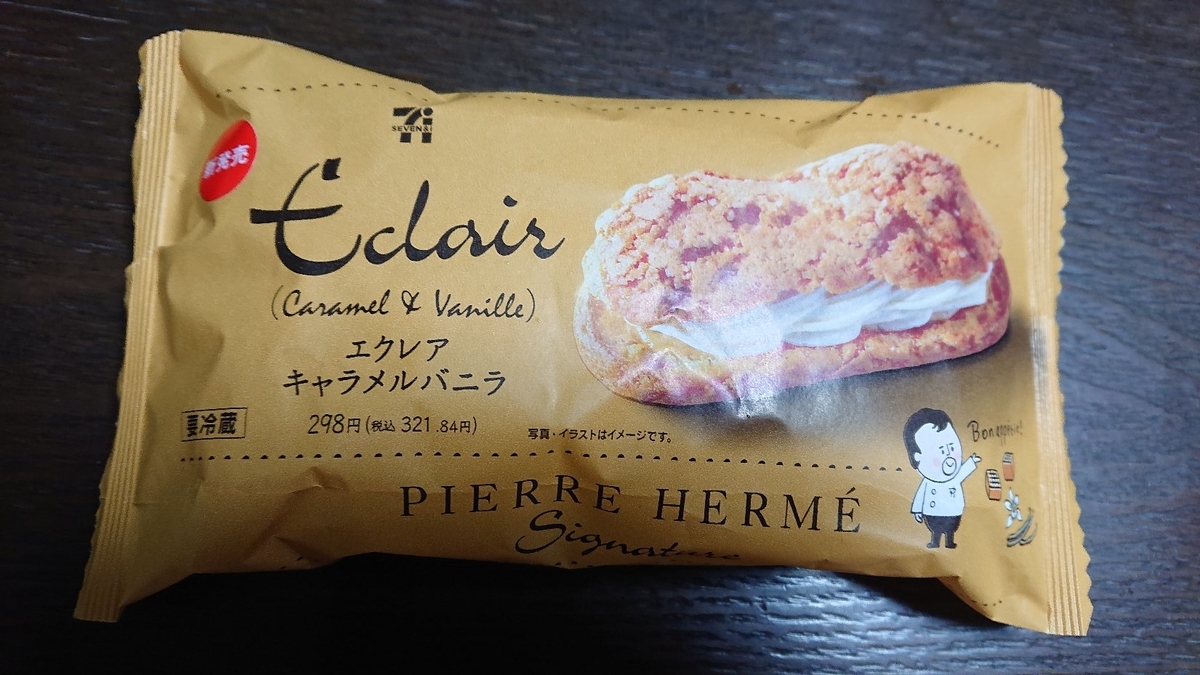 SEVEN&i
新発売
Éclair
(Caramel & Vanille)
エクレア
キャラメルバニラ
要冷蔵
298円(税込 321.84円)
写真・イラストはイメージです。
Bon appétit!
PIERRE HERMÉ
Signature